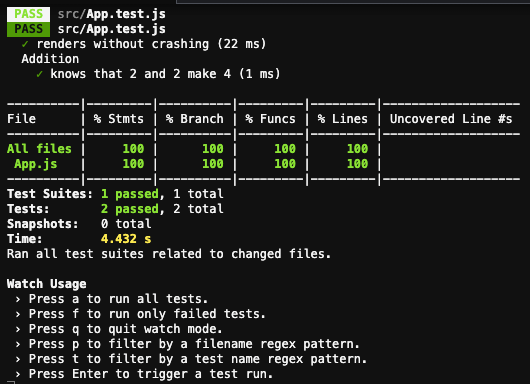 PASS src/App.test.js
PASS src/App.test.js
✓ renders without crashing (22 ms)
Addition
✓ knows that 2 and 2 make 4 (1 ms)
----------|---------|----------|---------|---------|-------------------
File      | % Stmts | % Branch | % Funcs | % Lines | Uncovered Line #s
----------|---------|----------|---------|---------|-------------------
All files |     100 |      100 |     100 |     100 |
 App.js   |     100 |      100 |     100 |     100 |
----------|---------|----------|---------|---------|-------------------
Test Suites: 1 passed, 1 total
Tests:       2 passed, 2 total
Snapshots:   0 total
Time:        4.432 s
Ran all test suites related to changed files.
Watch Usage
› Press a to run all tests.
› Press f to run only failed tests.
› Press q to quit watch mode.
› Press p to filter by a filename regex pattern.
› Press t to filter by a test name regex pattern.
› Press Enter to trigger a test run.